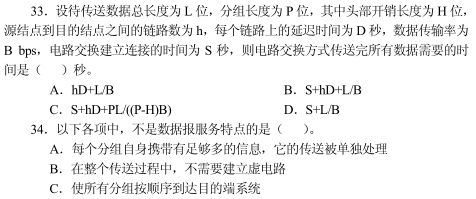 33．设待传送数据总长度为 L 位，分组长度为 P 位，其中头部开销长度为 H 位，
源结点到目的结点之间的链路数为 h，每个链路上的延迟时间为 D 秒，数据传输率为
B bps，电路交换建立连接的时间为 S 秒，则电路交换方式传送完所有数据需要的时
间是（ ）秒。
A．hD+L/B B．S+hD+L/B
C．S+hD+PL/((P-H)B) D．S+L/B
34．以下各项中，不是数据报服务特点的是（ ）。
A．每个分组自身携带有足够多的信息，它的传送被单独处理
B．在整个传送过程中，不需要建立虚电路
C．使所有分组按顺序到达目的端系统